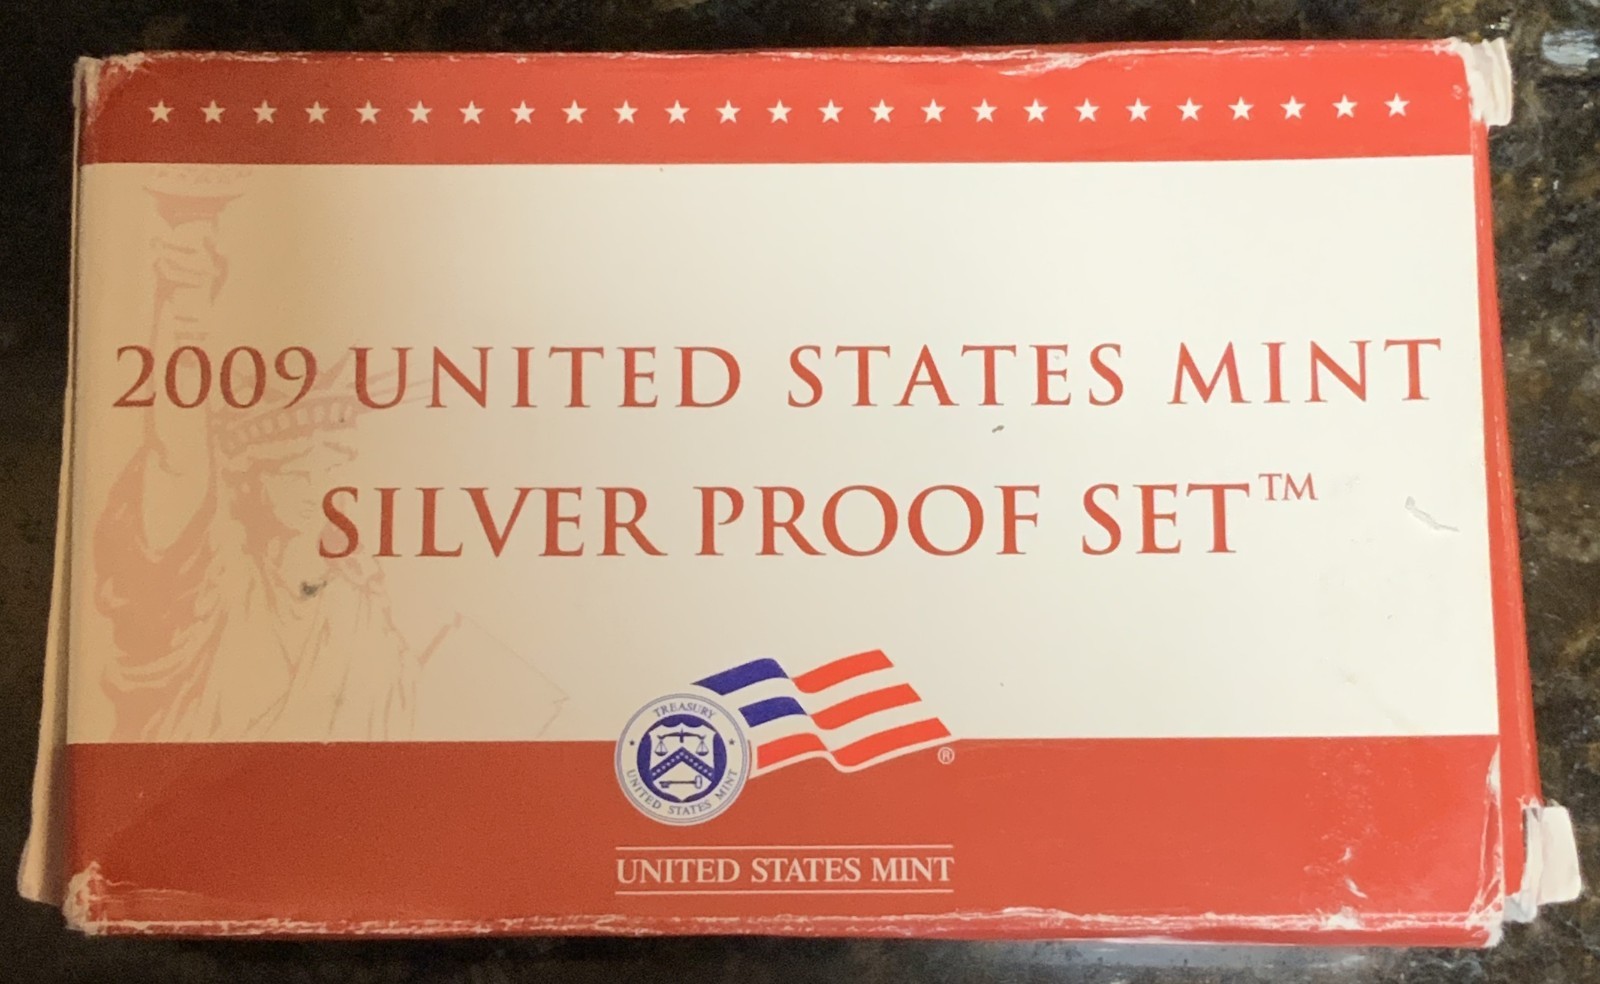 2009 UNITED STATES MINT
SILVER PROOF SET™
TREASURY
UNITED STATES MINT
®
UNITED STATES MINT